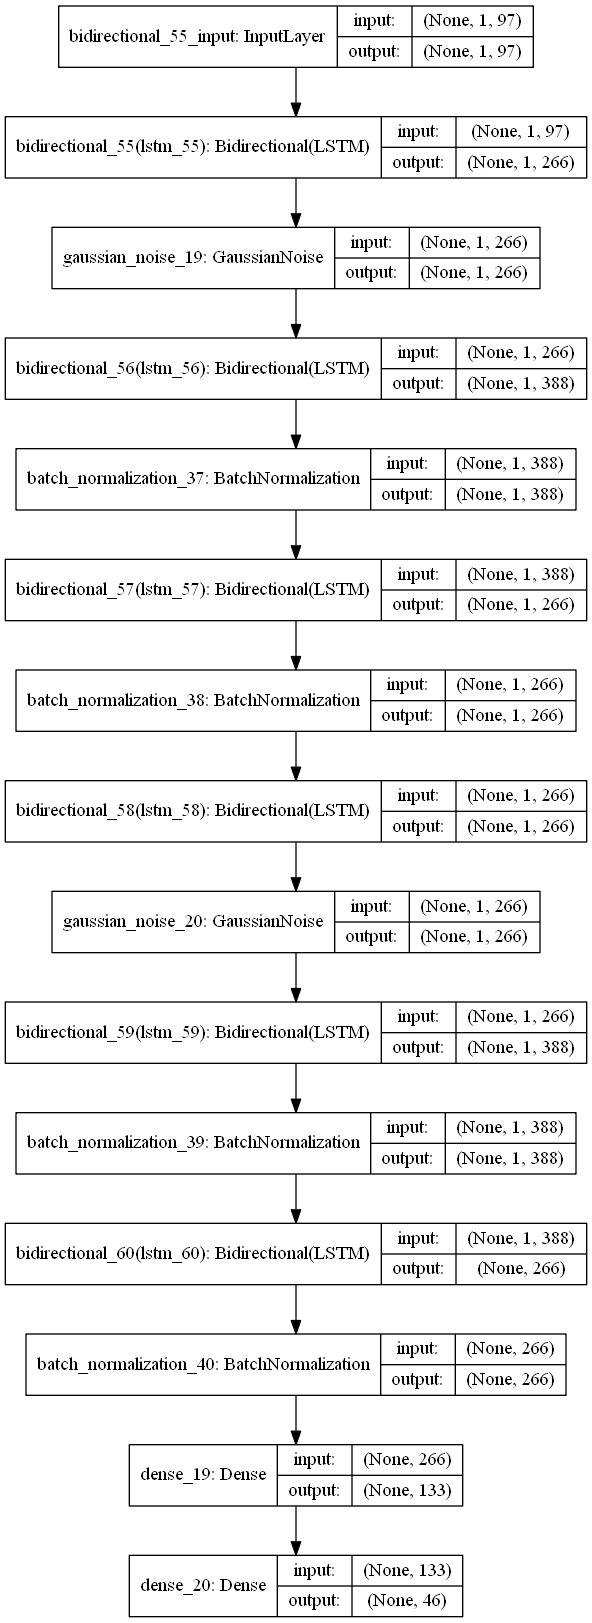 bidirectional_55_input: InputLayer
input:
(None, 1, 97)
output:
(None, 1, 97)
bidirectional_55(lstm_55): Bidirectional(LSTM)
input:
(None, 1, 97)
output:
(None, 1, 266)
gaussian_noise_19: GaussianNoise
input:
(None, 1, 266)
output:
(None, 1, 266)
bidirectional_56(lstm_56): Bidirectional(LSTM)
input:
(None, 1, 266)
output:
(None, 1, 388)
batch_normalization_37: BatchNormalization
input:
(None, 1, 388)
output:
(None, 1, 388)
bidirectional_57(lstm_57): Bidirectional(LSTM)
input:
(None, 1, 388)
output:
(None, 1, 266)
batch_normalization_38: BatchNormalization
input:
(None, 1, 266)
output:
(None, 1, 266)
bidirectional_58(lstm_58): Bidirectional(LSTM)
input:
(None, 1, 266)
output:
(None, 1, 266)
gaussian_noise_20: GaussianNoise
input:
(None, 1, 266)
output:
(None, 1, 266)
bidirectional_59(lstm_59): Bidirectional(LSTM)
input:
(None, 1, 266)
output:
(None, 1, 388)
batch_normalization_39: BatchNormalization
input:
(None, 1, 388)
output:
(None, 1, 388)
bidirectional_60(lstm_60): Bidirectional(LSTM)
input:
(None, 1, 388)
output:
(None, 266)
batch_normalization_40: BatchNormalization
input:
(None, 266)
output:
(None, 266)
dense_19: Dense
input:
(None, 266)
output:
(None, 133)
dense_20: Dense
input:
(None, 133)
output:
(None, 46)